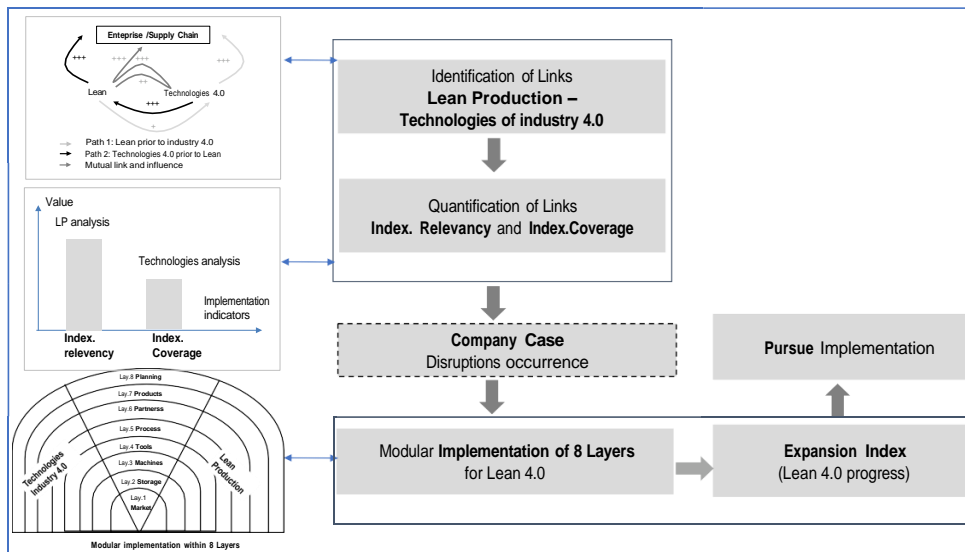 Enteprise /Supply Chain
+++
+++
+++
+++
++
Lean
Technologies 4.0
+++
+
Path 1: Lean prior to industry 4.0
Path 2: Technologies 4.0 prior to Lean
Mutual link and influence
Value
LP analysis
Technologies analysis
Implementation
indicators
Index.
relevency
Index.
Coverage
Lay.8 Planning
Lay.7 Products
Lay.6 Partnerss
Lay.5 Process
Lay.4 Tools
Lay.3 Machines
Lay.2 Storage
Lay.1
Market
Technologies
Industry 4.0
Lean
Production
Modular implementation within 8 Layers
Identification of Links
Lean Production –
Technologies of industry 4.0
Quantification of Links
Index. Relevancy and Index.Coverage
Company Case
Disruptions occurrence
Modular Implementation of 8 Layers
for Lean 4.0
Expansion Index
(Lean 4.0 progress)
Pursue Implementation